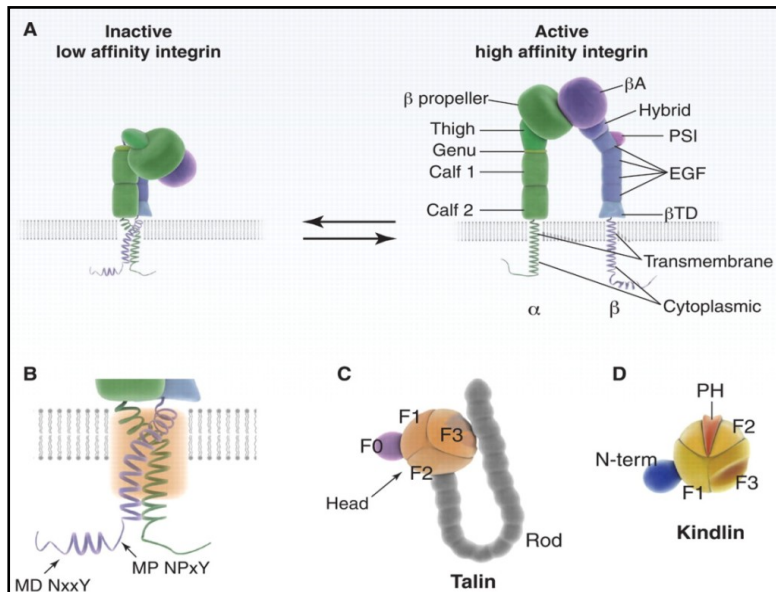 A
Inactive
low affinity integrin
Active
high affinity integrin
β propeller
Thigh
Genu
Calf 1
Calf 2
βA
Hybrid
PSI
EGF
βTD
Transmembrane
Cytoplasmic
α
β
B
MD NxxY
MP NPxY
C
F0
F1
F2
F3
Head
Rod
Talin
D
PH
N-term
F1
F2
F3
Kindlin